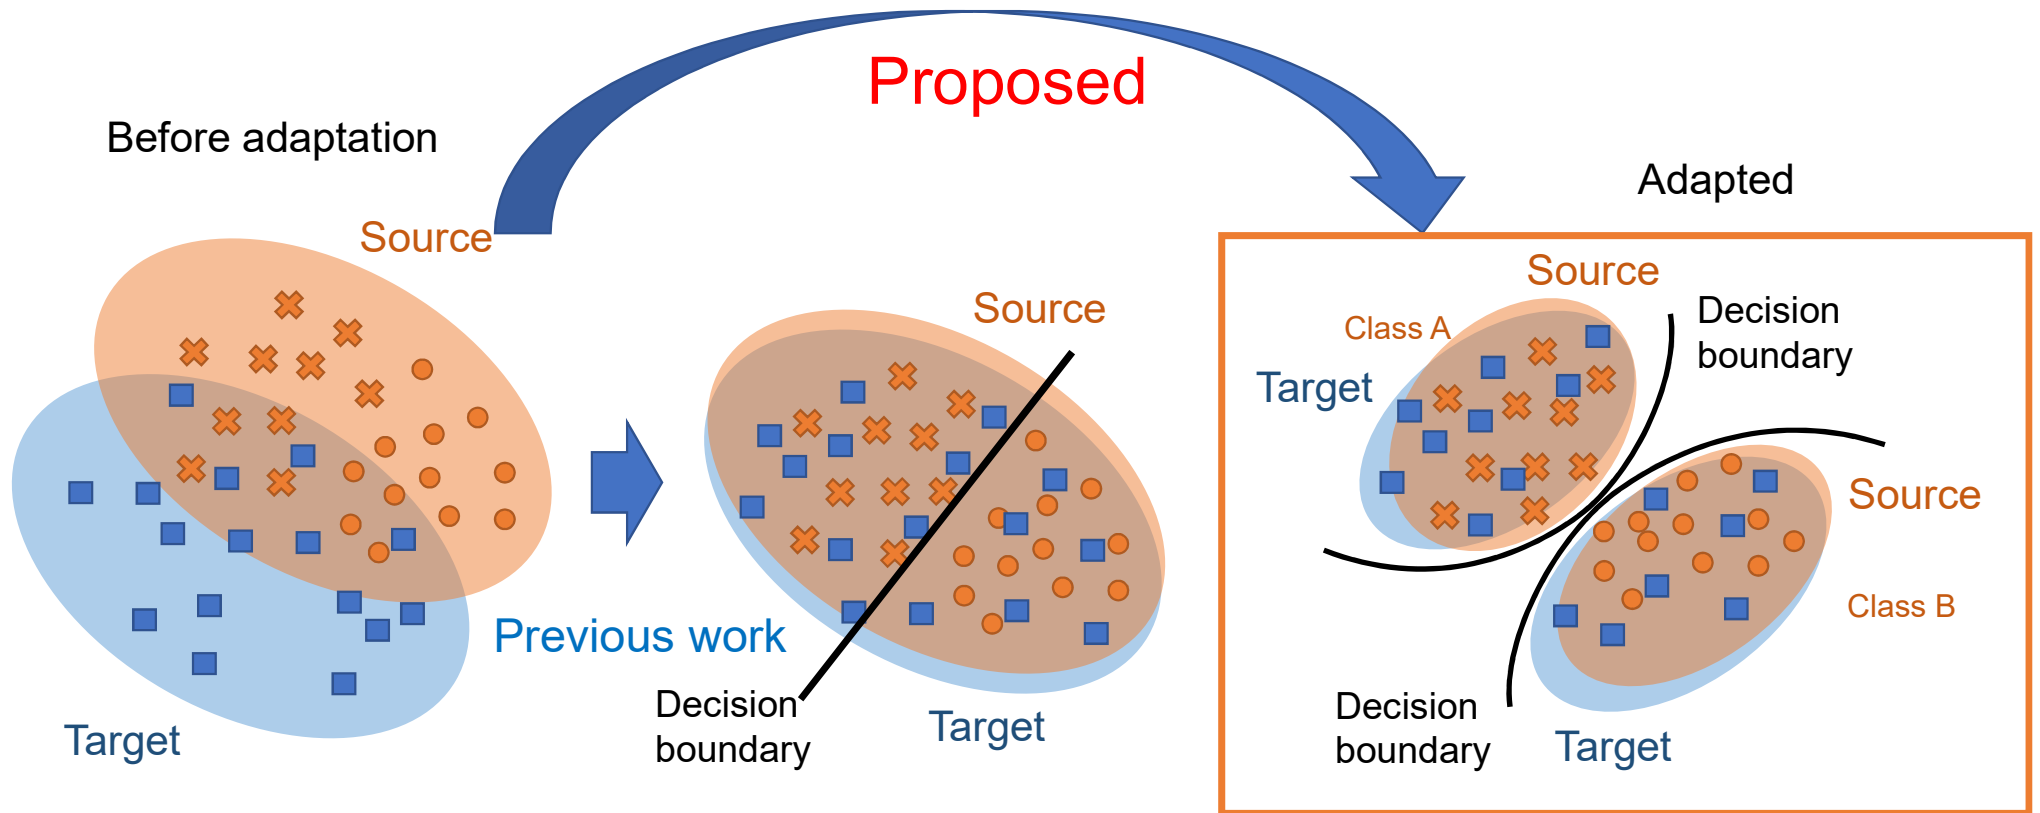 Proposed
Before adaptation
Source
Target
Previous work
Source
Decision
boundary
Target
Adapted
Source
Class A
Target
Decision
boundary
Source
Class B
Decision
boundary
Target